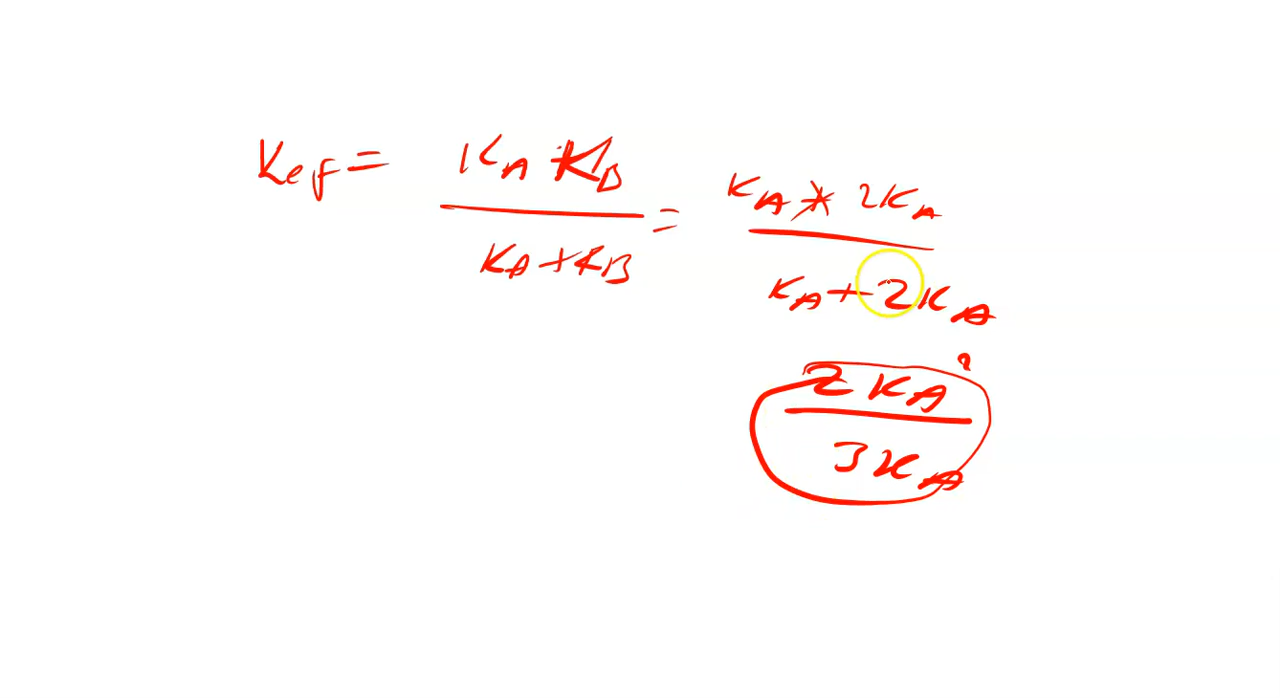 Kef = KA * KB / KA + KB = KA * 2KA / KA + 2KA
2KA² / 3KA